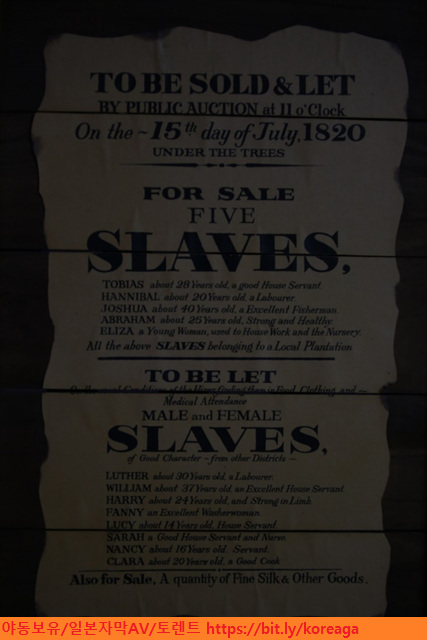 TO BE SOLD & LET
BY PUBLIC AUCTION at 11 o'Clock
On the ~ 15th day of July, 1820
UNDER THE TREES
FOR SALE
FIVE
SLAVES,
TOBIAS about 28 Years old, a good House Servant.
HANNIBAL about 20 Years old, a Labourer.
JOSHUA about 40 Years old, a Excellent Fisherman
ABRAHAM about 25 Years old, Strong and Healthy
ELIZA a Young Woman, used to House Work and the Nursery.
All the above SLAVES belonging to a Local Plantation
TO BE LET
Conditions of the Hirer finding them in Food, Clothing and ~
Medical Attendance
MALE and FEMALE
SLAVES,
of Good Character ~ from other Districts ~
LUTHER about 30 Years old, a Labourer.
WILLIAM about 37 Years old, an Excellent House Servant
HARRY about 24 Years old, and Strong in Limb
FANNY an Excellent Washerwoman.
LUCY about 14 Years old, House Servant.
SARAH a Good House Servant and Nurse.
NANCY about 16 Years old, Servant.
CLARA about 20 Years old, a Good Cook
Also for Sale, A quantity of Fine Silk & Other Goods.
야동보유/일본자막AV/토렌트 https://bit.ly/koreaga